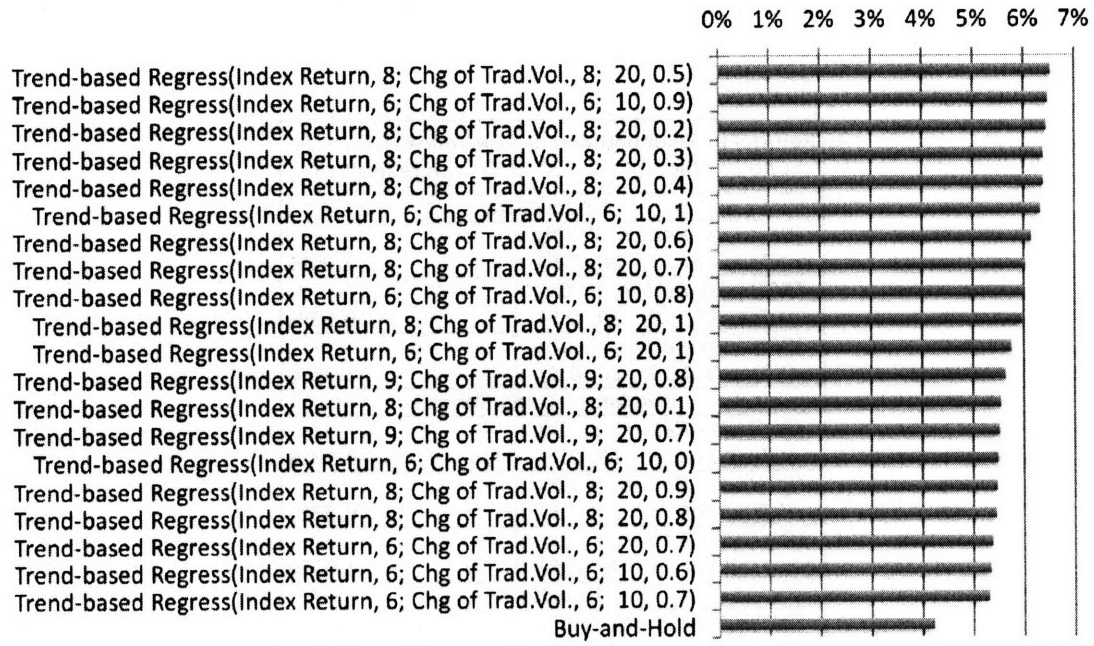 0% 1% 2% 3% 4% 5% 6% 7%
Trend-based Regress(Index Return, 8; Chg of Trad.Vol., 8; 20, 0.5)
Trend-based Regress(Index Return, 6; Chg of Trad.Vol., 6; 10, 0.9)
Trend-based Regress(Index Return, 8; Chg of Trad.Vol., 8; 20, 0.2)
Trend-based Regress(Index Return, 8; Chg of Trad.Vol., 8; 20, 0.3)
Trend-based Regress(Index Return, 8; Chg of Trad.Vol., 8; 20, 0.4)
Trend-based Regress(Index Return, 6; Chg of Trad.Vol., 6; 10, 1)
Trend-based Regress(Index Return, 8; Chg of Trad.Vol., 8; 20, 0.6)
Trend-based Regress(Index Return, 8; Chg of Trad.Vol., 8; 20, 0.7)
Trend-based Regress(Index Return, 6; Chg of Trad.Vol., 6; 10, 0.8)
Trend-based Regress(Index Return, 8; Chg of Trad.Vol., 8; 20, 1)
Trend-based Regress(Index Return, 6; Chg of Trad.Vol., 6; 20, 1)
Trend-based Regress(Index Return, 9; Chg of Trad.Vol., 9; 20, 0.8)
Trend-based Regress(Index Return, 8; Chg of Trad.Vol., 8; 20, 0.1)
Trend-based Regress(Index Return, 9; Chg of Trad.Vol., 9; 20, 0.7)
Trend-based Regress(Index Return, 6; Chg of Trad.Vol., 6; 10, 0)
Trend-based Regress(Index Return, 8; Chg of Trad.Vol., 8; 20, 0.9)
Trend-based Regress(Index Return, 8; Chg of Trad.Vol., 8; 20, 0.8)
Trend-based Regress(Index Return, 6; Chg of Trad.Vol., 6; 20, 0.7)
Trend-based Regress(Index Return, 6; Chg of Trad.Vol., 6; 10, 0.6)
Trend-based Regress(Index Return, 6; Chg of Trad.Vol., 6; 10, 0.7)
Buy-and-Hold